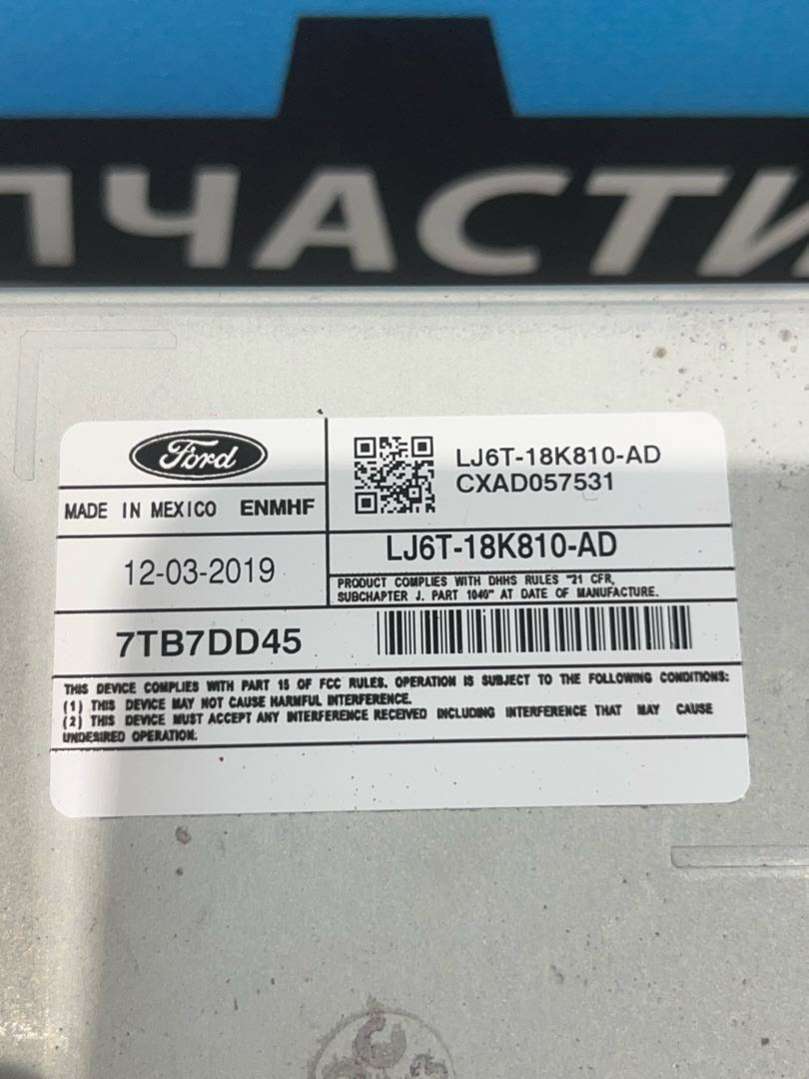 ПЧАСТИ
Ford
MADE IN MEXICO ENMHF
LJ6T-18K810-AD
CXAD057531
12-03-2019
LJ6T-18K810-AD
PRODUCT COMPLIES WITH DHHS RULES "21 CFR,
SUBCHAPTER J. PART 1040" AT DATE OF MANUFACTURE.
7TB7DD45
THIS DEVICE COMPLIES WITH PART 15 OF FCC RULES. OPERATION IS SUBJECT TO THE FOLLOWING CONDITIONS:
(1) THIS DEVICE MAY NOT CAUSE HARMFUL INTERFERENCE.
(2) THIS DEVICE MUST ACCEPT ANY INTERFERENCE RECEIVED INCLUDING INTERFERENCE THAT MAY CAUSE
UNDESIRED OPERATION.